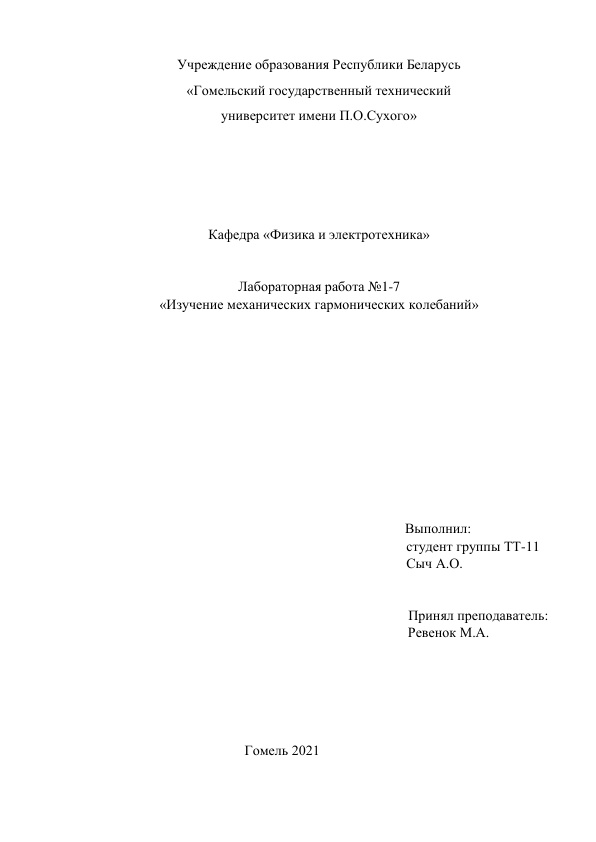 Учреждение образования Республики Беларусь
«Гомельский государственный технический
университет имени П.О.Сухого»
Кафедра «Физика и электротехника»
Лабораторная работа №1-7
«Изучение механических гармонических колебаний»
Выполнил:
студент группы ТТ-11
Сыч А.О.
Принял преподаватель:
Ревенок М.А.
Гомель 2021